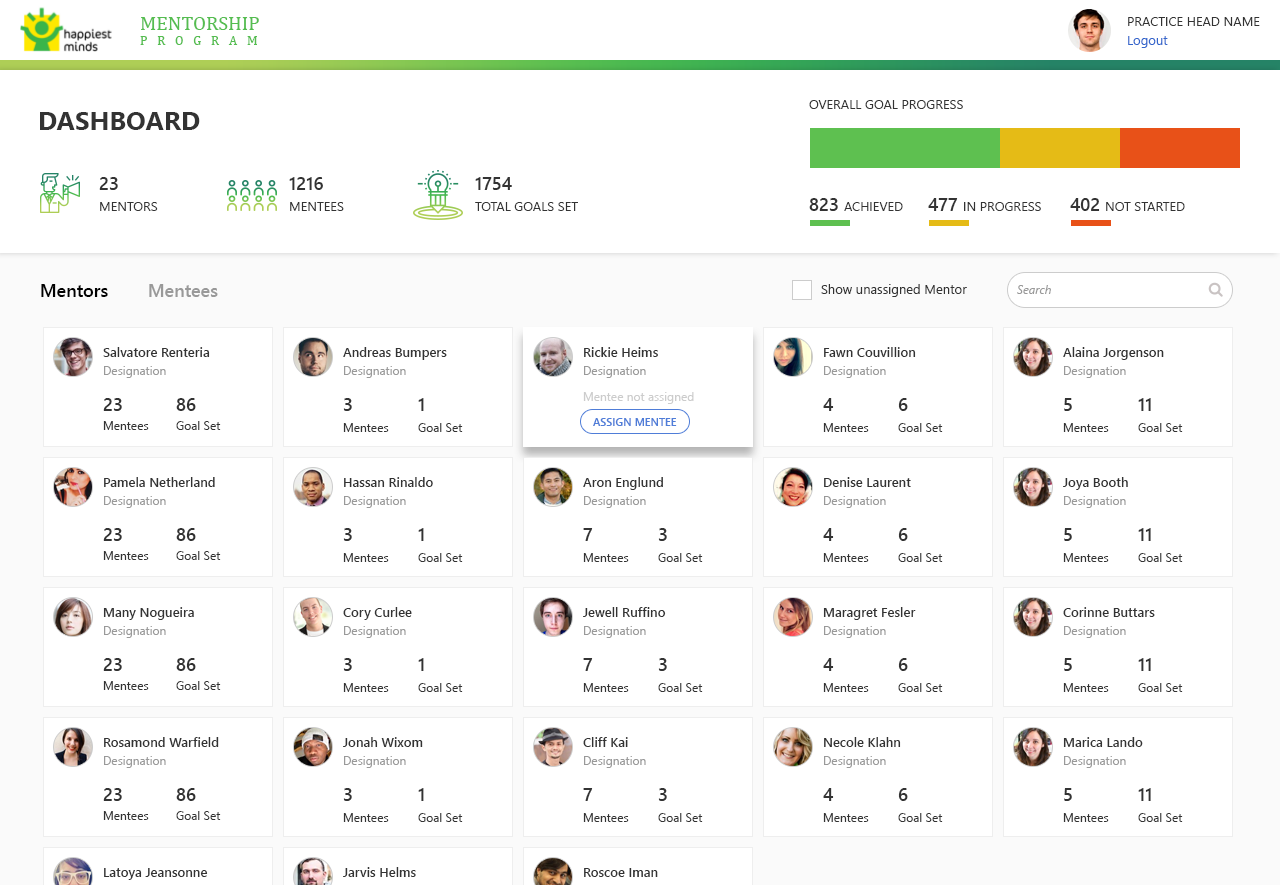 happiest
minds
MENTORSHIP
PROGRAM
PRACTICE HEAD NAME
Logout
DASHBOARD
23
MENTORS
1216
MENTEES
1754
TOTAL GOALS SET
OVERALL GOAL PROGRESS
823 ACHIEVED
477 IN PROGRESS
402 NOT STARTED
Mentors
Mentees
Show unassigned Mentor
Search
Salvatore Renteria
Designation
23 86
Mentees Goal Set
Andreas Bumpers
Designation
3 1
Mentees Goal Set
Rickie Heims
Designation
Mentee not assigned
ASSIGN MENTEE
Fawn Couvillion
Designation
4 6
Mentees Goal Set
Alaina Jorgenson
Designation
5 11
Mentees Goal Set
Pamela Netherland
Designation
23 86
Mentees Goal Set
Hassan Rinaldo
Designation
3 1
Mentees Goal Set
Aron Englund
Designation
7 3
Mentees Goal Set
Denise Laurent
Designation
4 6
Mentees Goal Set
Joya Booth
Designation
5 11
Mentees Goal Set
Many Nogueira
Designation
23 86
Mentees Goal Set
Cory Curlee
Designation
3 1
Mentees Goal Set
Jewell Ruffino
Designation
7 3
Mentees Goal Set
Maragret Fesler
Designation
4 6
Mentees Goal Set
Corinne Buttars
Designation
5 11
Mentees Goal Set
Rosamond Warfield
Designation
23 86
Mentees Goal Set
Jonah Wixom
Designation
3 1
Mentees Goal Set
Cliff Kai
Designation
7 3
Mentees Goal Set
Necole Klahn
Designation
4 6
Mentees Goal Set
Marica Lando
Designation
5 11
Mentees Goal Set
Latoya Jeansonne
Jarvis Helms
Roscoe Iman